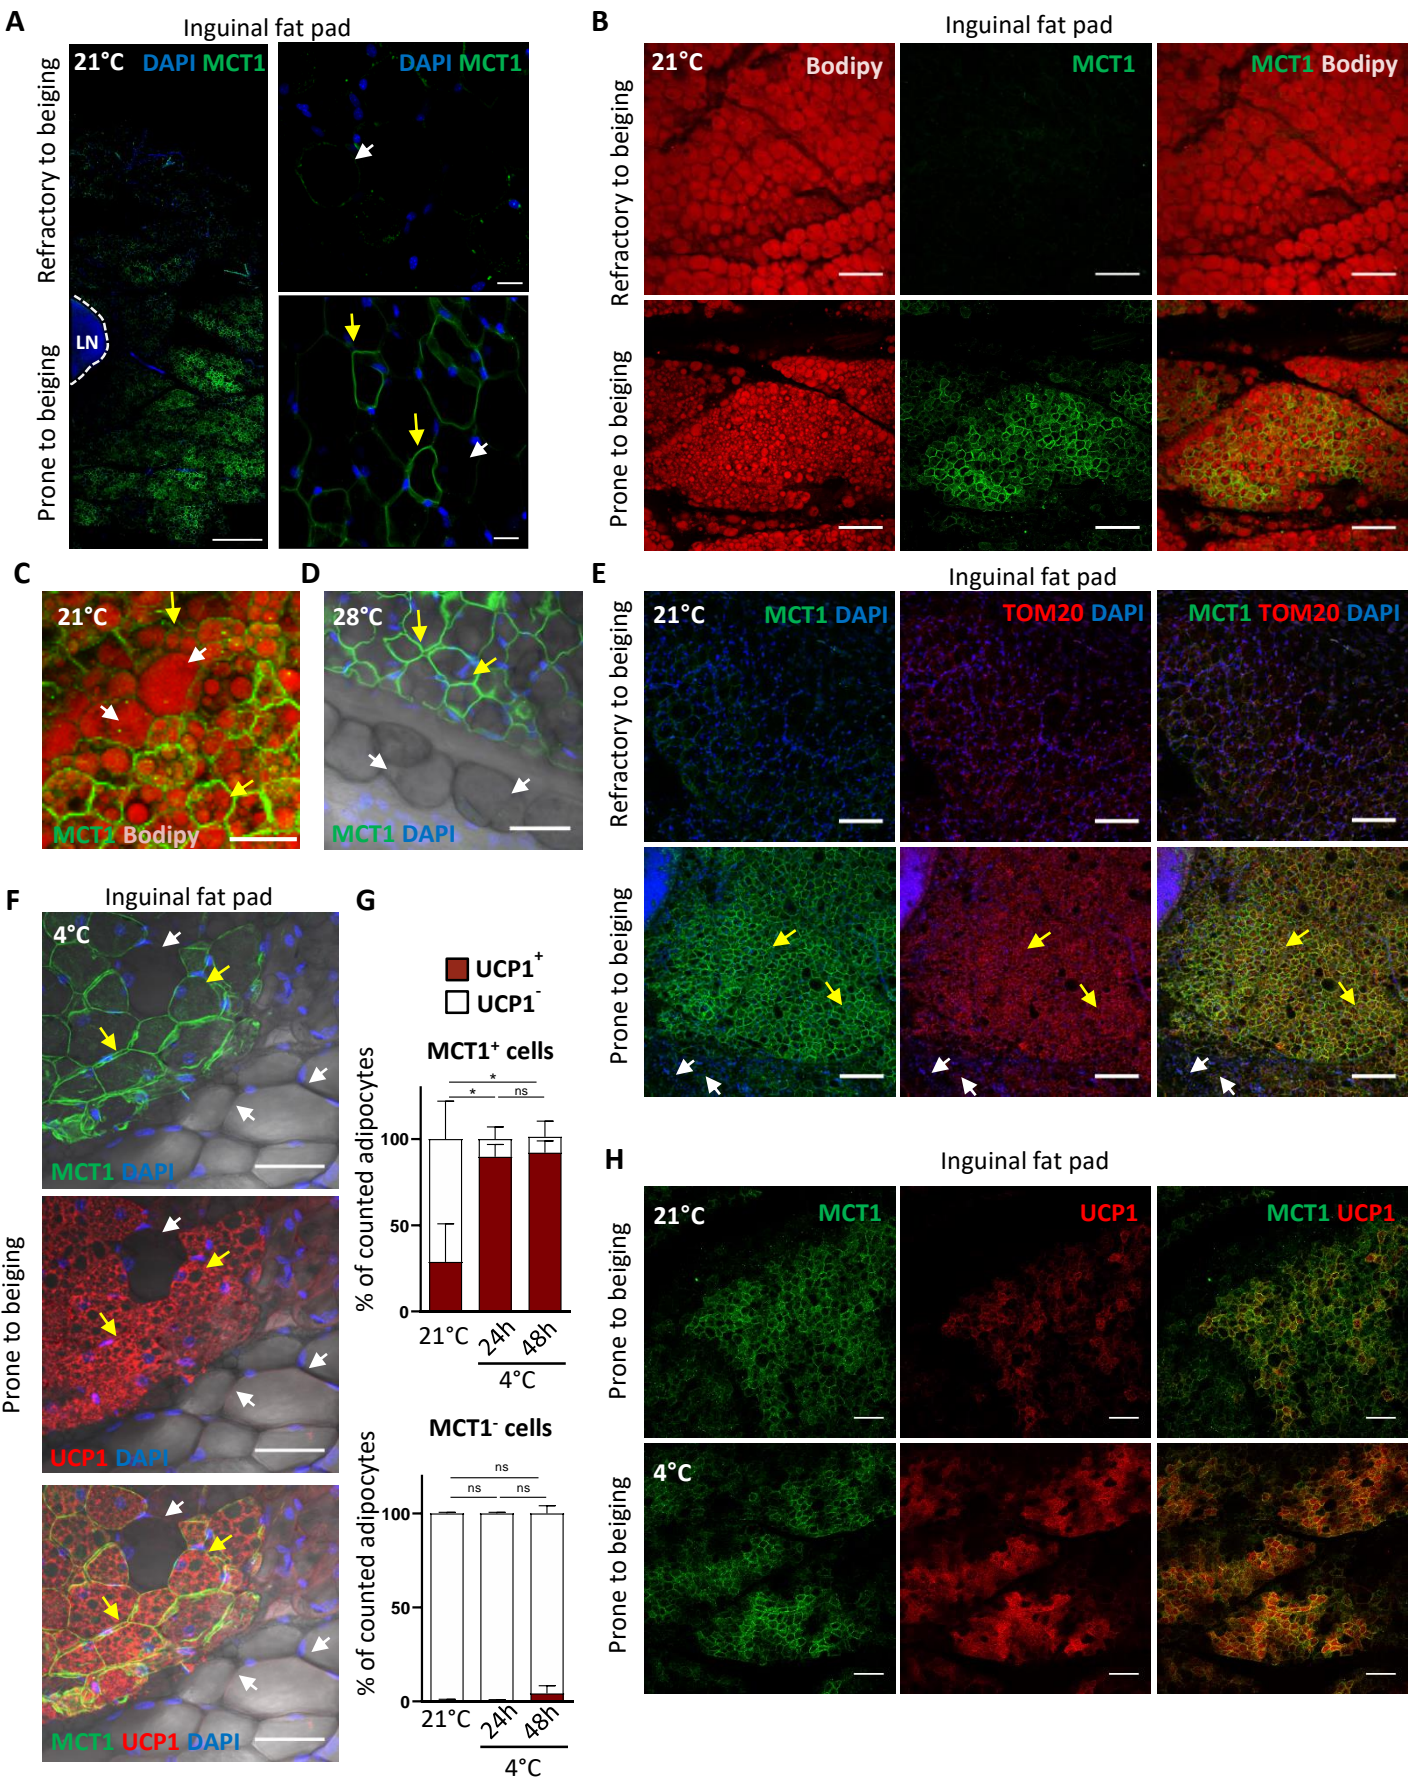 A
Inguinal fat pad
Refractory to beiging
Prone to beiging
21°C DAPI MCT1
LN
DAPI MCT1
B
Inguinal fat pad
Refractory to beiging
Prone to beiging
21°C Bodipy
MCT1
MCT1 Bodipy
C
21°C
MCT1 Bodipy
D
28°C
MCT1 DAPI
E
Inguinal fat pad
Refractory to beiging
Prone to beiging
21°C MCT1 DAPI
TOM20 DAPI
MCT1 TOM20 DAPI
F
Inguinal fat pad
Prone to beiging
4°C
MCT1 DAPI
UCP1 DAPI
MCT1 UCP1 DAPI
G
UCP1+
UCP1-
MCT1+ cells
% of counted adipocytes
*
* ns
100
50
0
21°C 24h 48h
4°C
MCT1- cells
% of counted adipocytes
ns
ns ns
100
50
0
21°C 24h 48h
4°C
H
Inguinal fat pad
Prone to beiging
Prone to beiging
21°C MCT1
UCP1
MCT1 UCP1
4°C